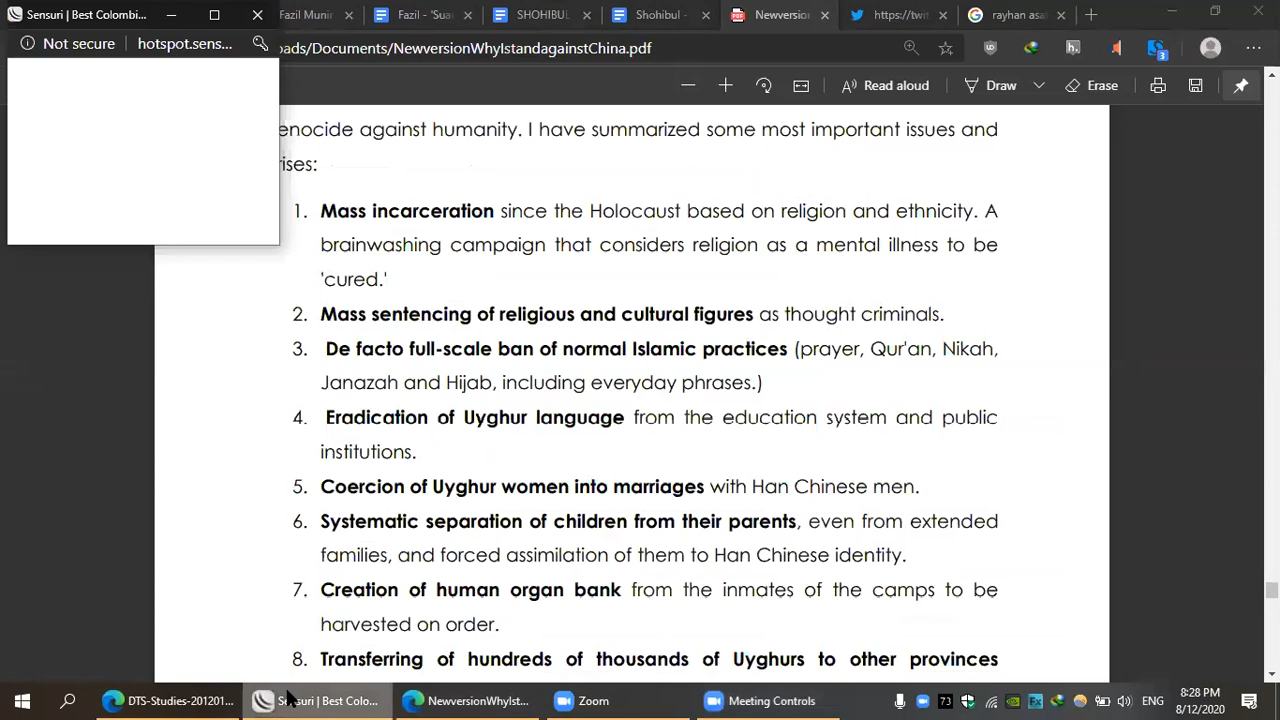 Sensuri | Best Colombi...
Fazil Munir
Fazil - 'Sua
SHOHIBUL
Shohibul -
Newversion
https://twi
rayhan asa
Not secure
hotspot.sens...
oads/Documents/NewversionWhyIstandagainstChina.pdf
Read aloud
Draw
Erase
enocide against humanity. I have summarized some most important issues and
rises:
1. Mass incarceration since the Holocaust based on religion and ethnicity. A
brainwashing campaign that considers religion as a mental illness to be
'cured.'
2. Mass sentencing of religious and cultural figures as thought criminals.
3. De facto full-scale ban of normal Islamic practices (prayer, Qur'an, Nikah,
Janazah and Hijab, including everyday phrases.)
4. Eradication of Uyghur language from the education system and public
institutions.
5. Coercion of Uyghur women into marriages with Han Chinese men.
6. Systematic separation of children from their parents, even from extended
families, and forced assimilation of them to Han Chinese identity.
7. Creation of human organ bank from the inmates of the camps to be
harvested on order.
8. Transferring of hundreds of thousands of Uyghurs to other provinces
DTS-Studies-201201...
Sensuri | Best Colo...
NewversionWhyIst...
Zoom
Meeting Controls
73
ENG
8:28 PM
8/12/2020